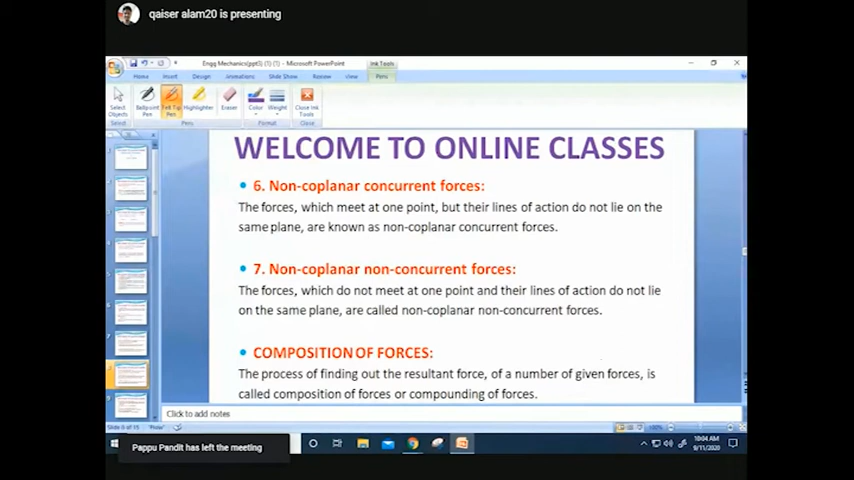 qaiser alam20 is presenting
Engg Mechanics(ppt3) (1) (1) - Microsoft PowerPoint
Ink Tools
Home Insert Design Animations Slide Show Review View Pens
Select Objects
Ballpoint Pen
Felt Tip Pen
Highlighter
Eraser
Color
Weight
Close Ink Tools
Select Pens Format Close
WELCOME TO ONLINE CLASSES
• 6. Non-coplanar concurrent forces:
The forces, which meet at one point, but their lines of action do not lie on the
same plane, are known as non-coplanar concurrent forces.
• 7. Non-coplanar non-concurrent forces:
The forces, which do not meet at one point and their lines of action do not lie
on the same plane, are called non-coplanar non-concurrent forces.
• COMPOSITION OF FORCES:
The process of finding out the resultant force, of a number of given forces, is
called composition of forces or compounding of forces.
Click to add notes
10:04 AM
9/11/2020
Pappu Pandit has left the meeting